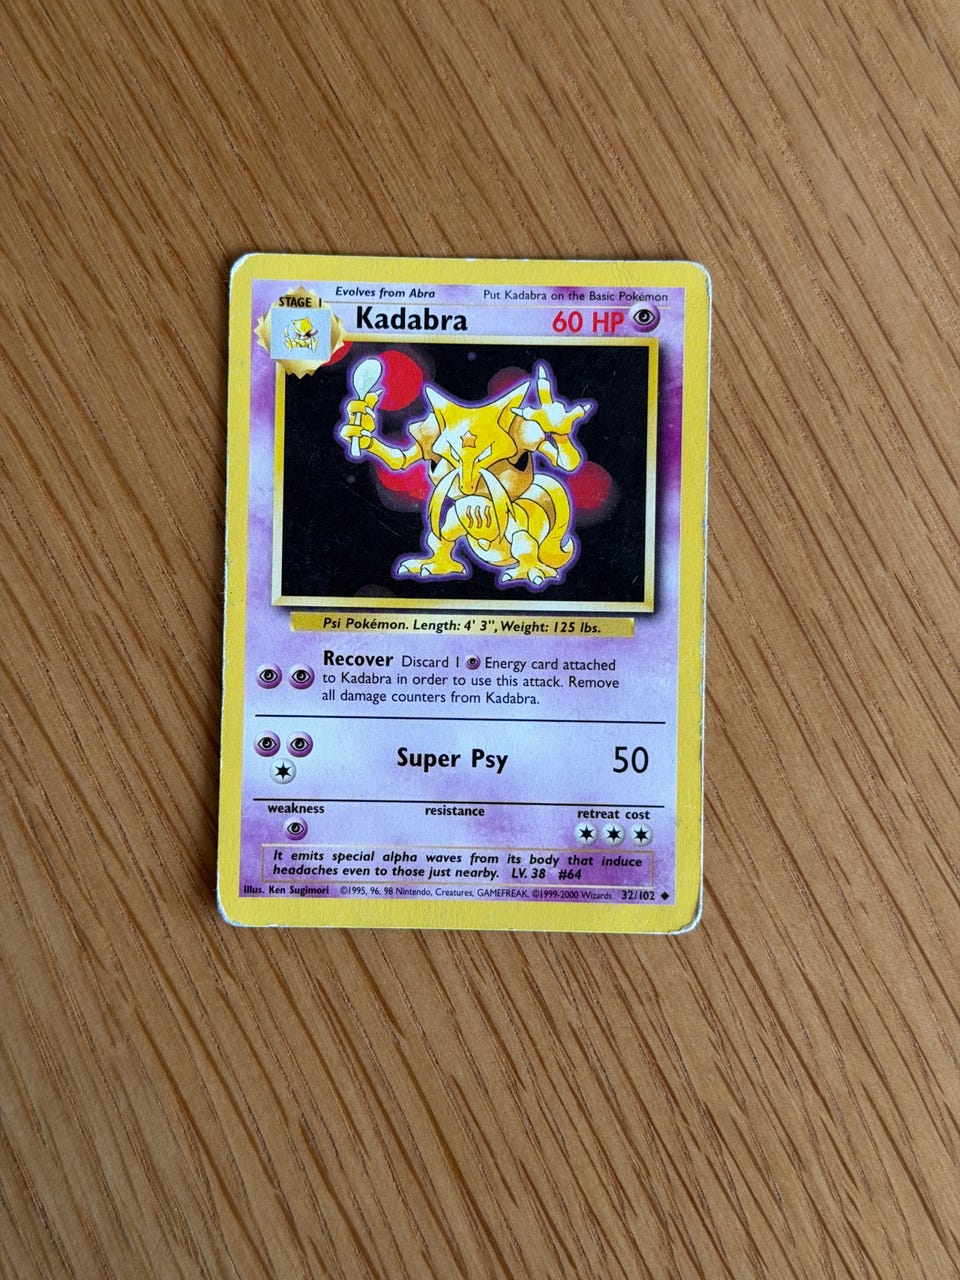 Evolves from Abra Put Kadabra on the Basic Pokémon
STAGE 1
Kadabra 60 HP
Psi Pokémon. Length: 4' 3", Weight: 125 lbs.
Recover Discard 1 Energy card attached
to Kadabra in order to use this attack. Remove
all damage counters from Kadabra.
Super Psy 50
weakness resistance retreat cost
It emits special alpha waves from its body that induce
headaches even to those just nearby. LV. 38 #64
Illus. Ken Sugimori ©1995, 96, 98 Nintendo, Creatures, GAMEFREAK. ©1999-2000 Wizards. 32/102